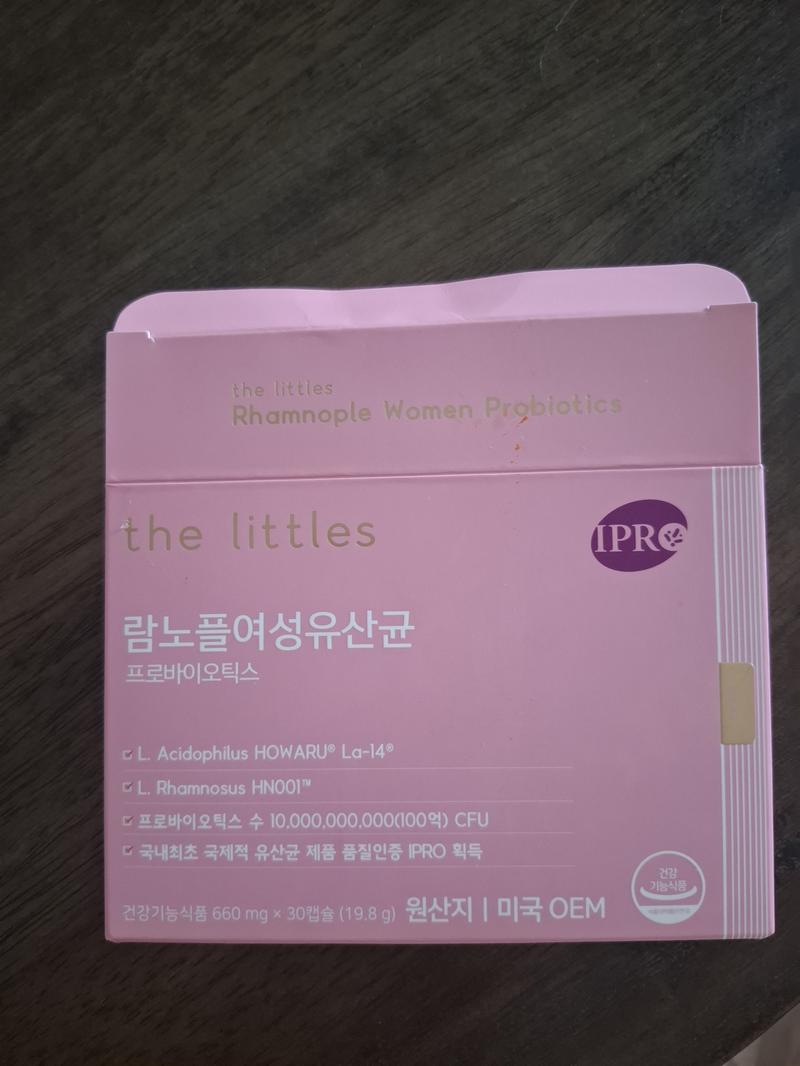 the littles
Rhamnople Women Probiotics
the littles
IPRO
람노플여성유산균
프로바이오틱스
L. Acidophilus HOWARU® La-14®
L. Rhamnosus HN001™
프로바이오틱스 수 10,000,000,000(100억) CFU
국내최초 국제적 유산균 제품 품질인증 IPRO 획득
건강
기능식품
건강기능식품 660 mg × 30캡슐 (19.8 g) 원산지 | 미국 OEM